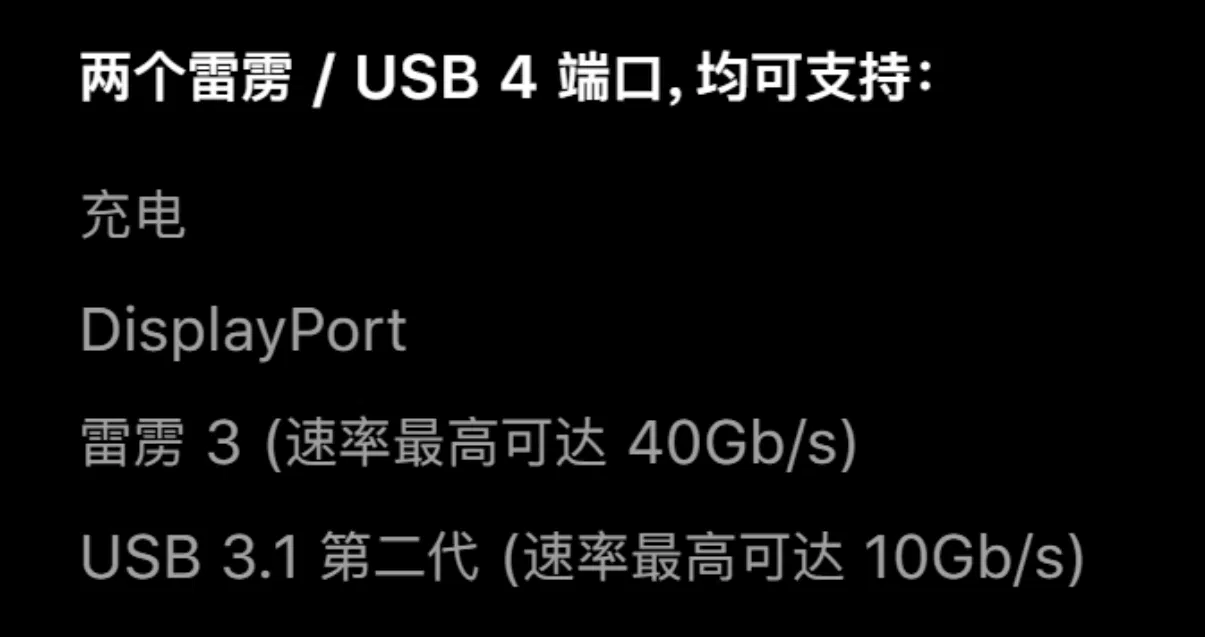 两个雷雳 / USB 4 端口，均可支持：
充电
DisplayPort
雷雳 3 (速率最高可达 40Gb/s)
USB 3.1 第二代 (速率最高可达 10Gb/s)